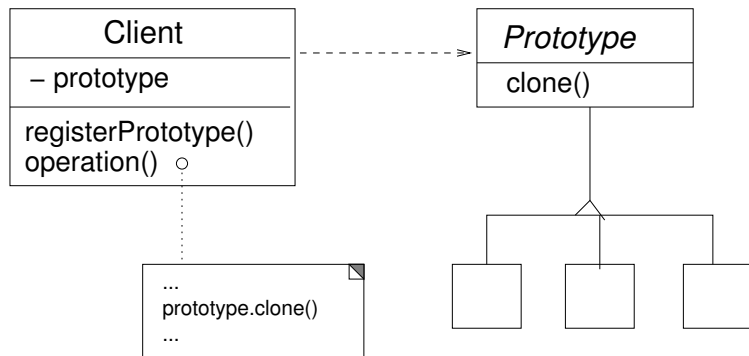 Client
– prototype
registerPrototype()
operation()
Prototype
clone()
...
prototype.clone()
...